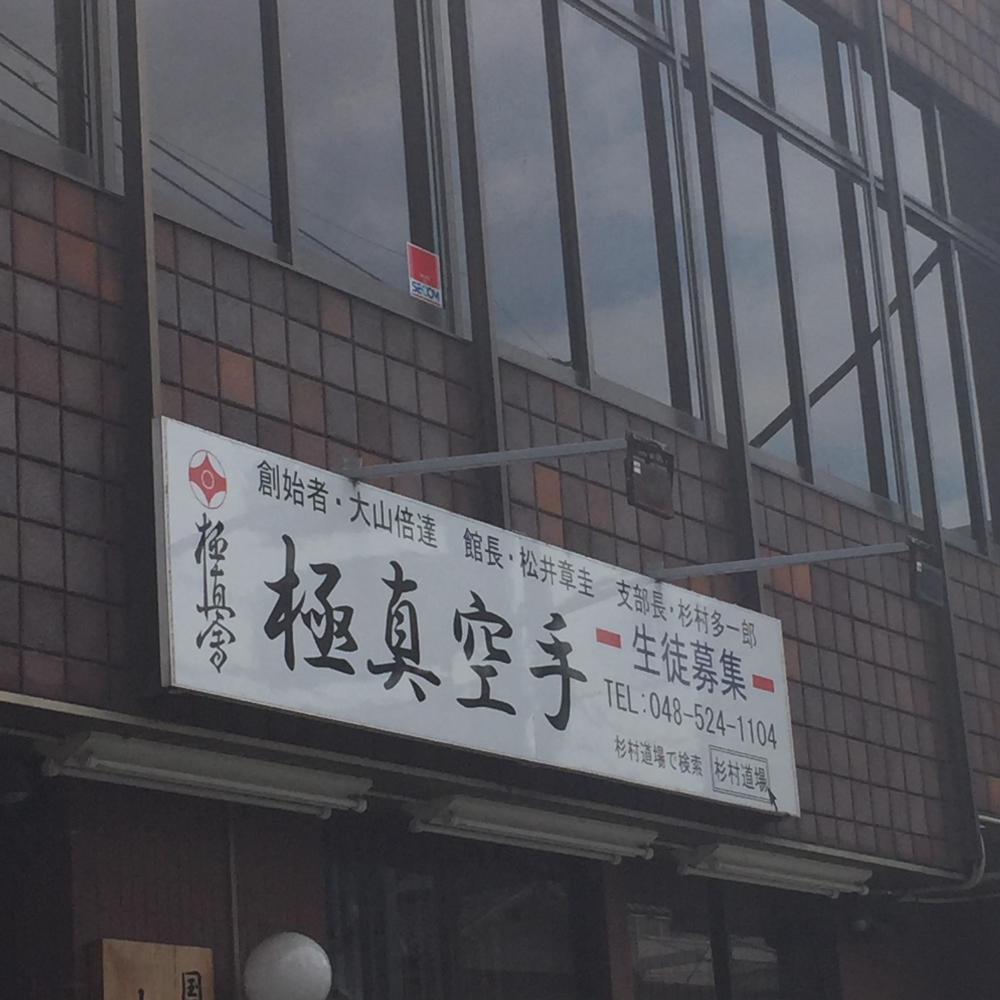 SECOM
創始者・大山倍達 館長・松井章圭 支部長・杉村多一郎
極真會
極真空手
生徒募集
TEL:048-524-1104
杉村道場で検索 杉村道場
国